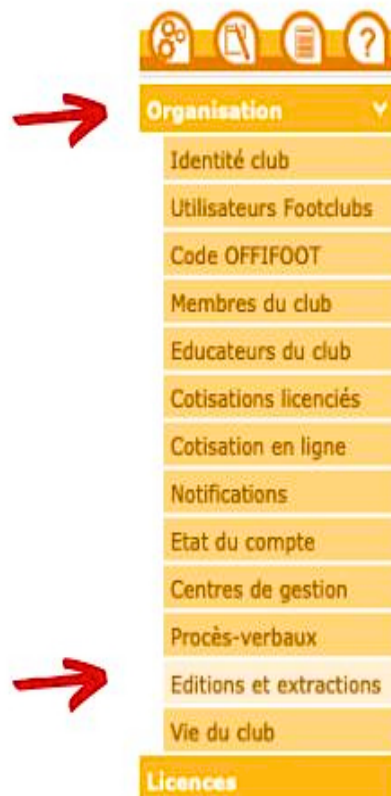 ?
Organisation
Identité club
Utilisateurs Footclubs
Code OFFIFOOT
Membres du club
Educateurs du club
Cotisations licenciés
Cotisation en ligne
Notifications
Etat du compte
Centres de gestion
Procès-verbaux
Editions et extractions
Vie du club
Licences